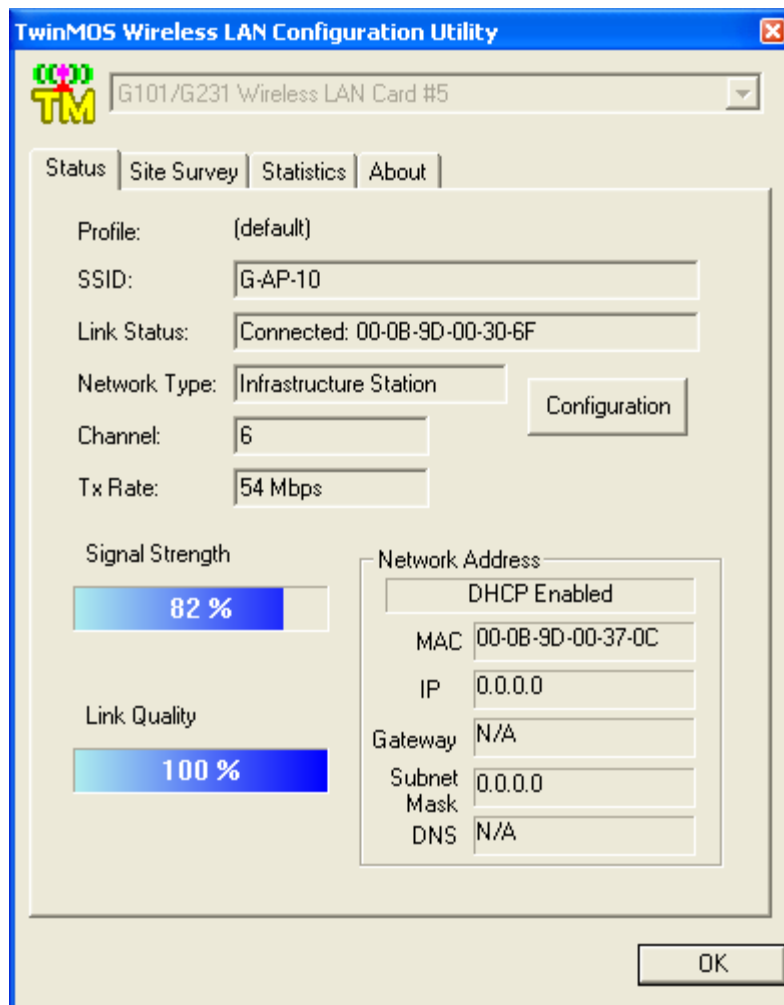 TwinMOS Wireless LAN Configuration Utility
TM
G101/G231 Wireless LAN Card #5
Status Site Survey Statistics About
Profile: (default)
SSID: G-AP-10
Link Status: Connected: 00-0B-9D-00-30-6F
Network Type: Infrastructure Station
Configuration
Channel: 6
Tx Rate: 54 Mbps
Signal Strength
82 %
Link Quality
100 %
Network Address
DHCP Enabled
MAC 00-0B-9D-00-37-0C
IP 0.0.0.0
Gateway N/A
Subnet
Mask 0.0.0.0
DNS N/A
OK